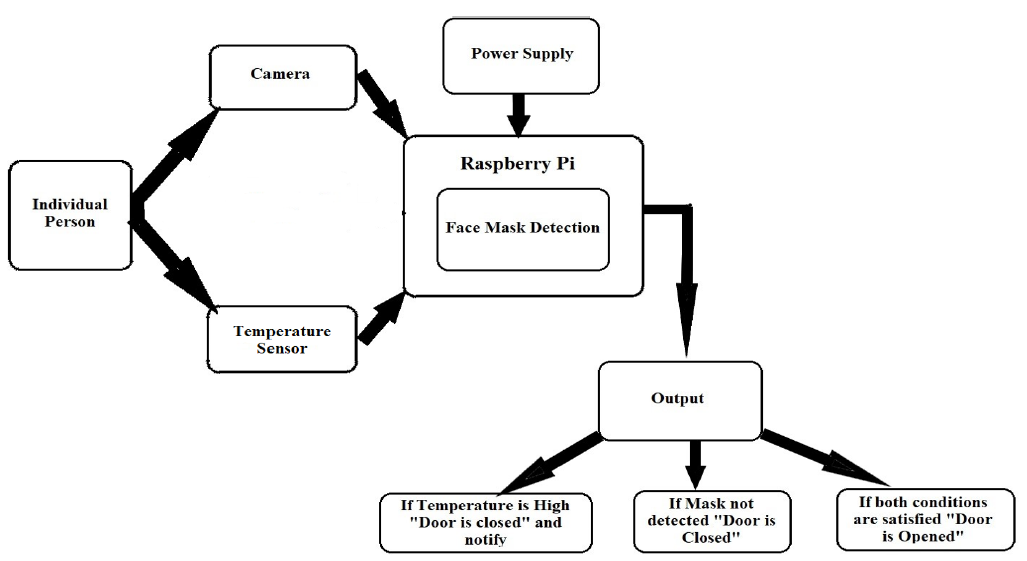 Power Supply
Camera
Raspberry Pi
Individual
Person
Face Mask Detection
Temperature
Sensor
Output
If Temperature is High
"Door is closed" and
notify
If Mask not
detected "Door is
Closed"
If both conditions
are satisfied "Door
is Opened"